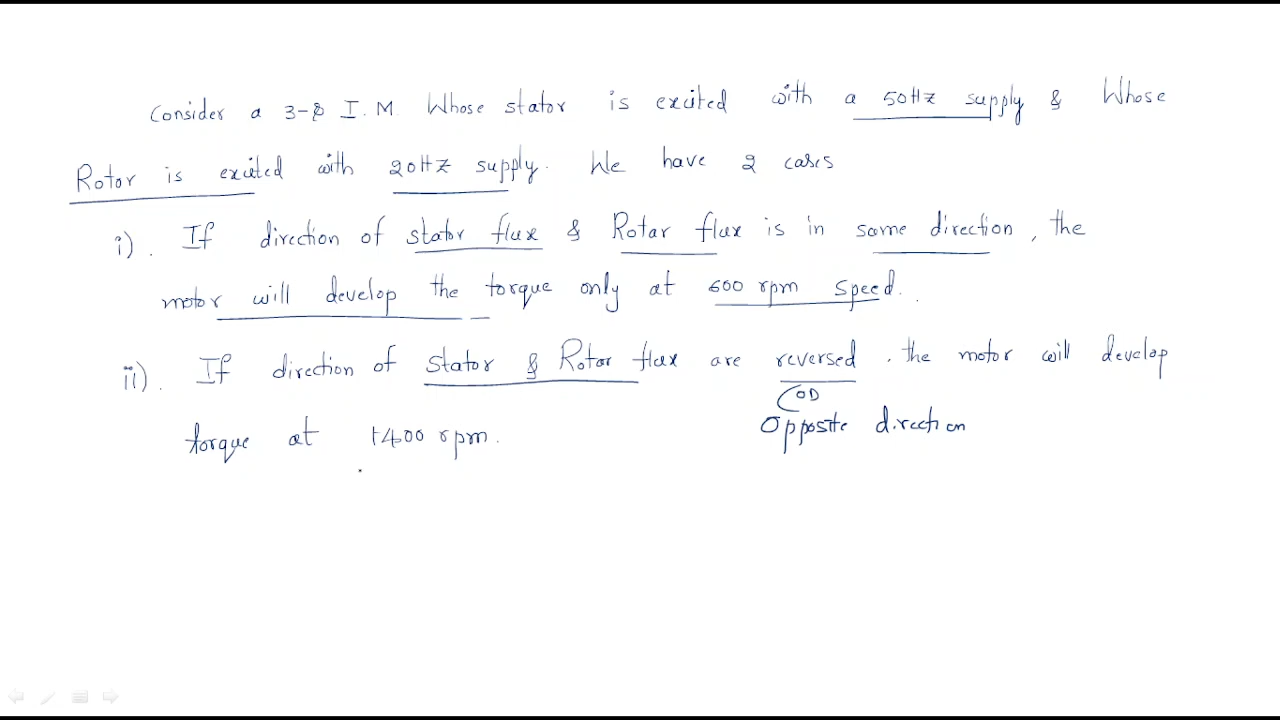 Consider a 3-ϕ I.M. Whose stator is excited with a 50Hz supply & Whose
Rotor is excited with 20Hz supply. We have 2 cases
i). If direction of stator flux & Rotar flux is in same direction, the
motor will develop the torque only at 600 rpm speed.
ii). If direction of stator & Rotor flux are reversed. the motor will develop
(OD
torque at 1400 rpm. Opposite direction